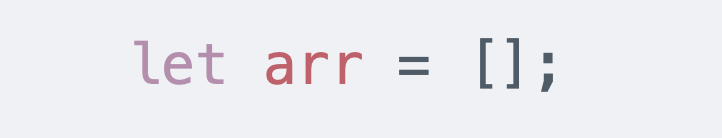 let arr = [];